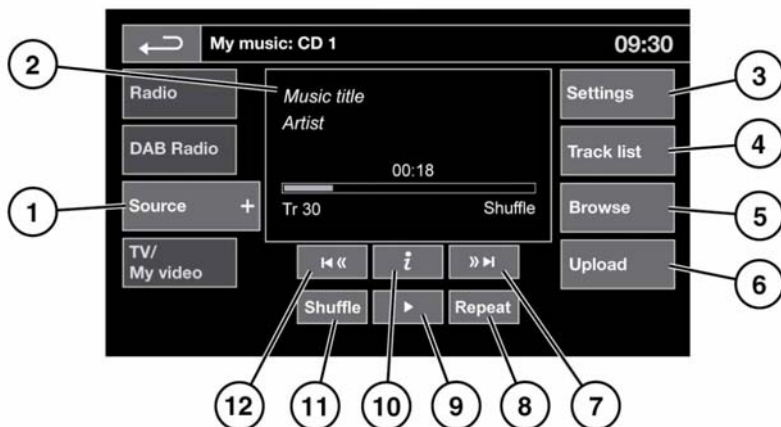 My music: CD 1
09:30
2
Radio
Music title
Artist
Settings
3
DAB Radio
Track list
4
00:18
1
Source +
Tr 30
Shuffle
Browse
5
TV/
My video
i
Upload
6
Shuffle
Repeat
12
11
10
9
8
7